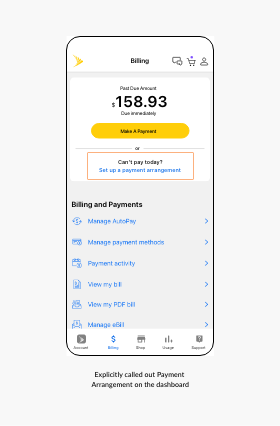 Billing
Past Due Amount
$158.93
Due immediately
Make A Payment
or
Can't pay today?
Set up a payment arrangement
Billing and Payments
Manage AutoPay
Manage payment methods
Payment activity
View my bill
View my PDF bill
Manage eBill
Account Billing Shop Usage Support
Explicitly called out Payment
Arrangement on the dashboard